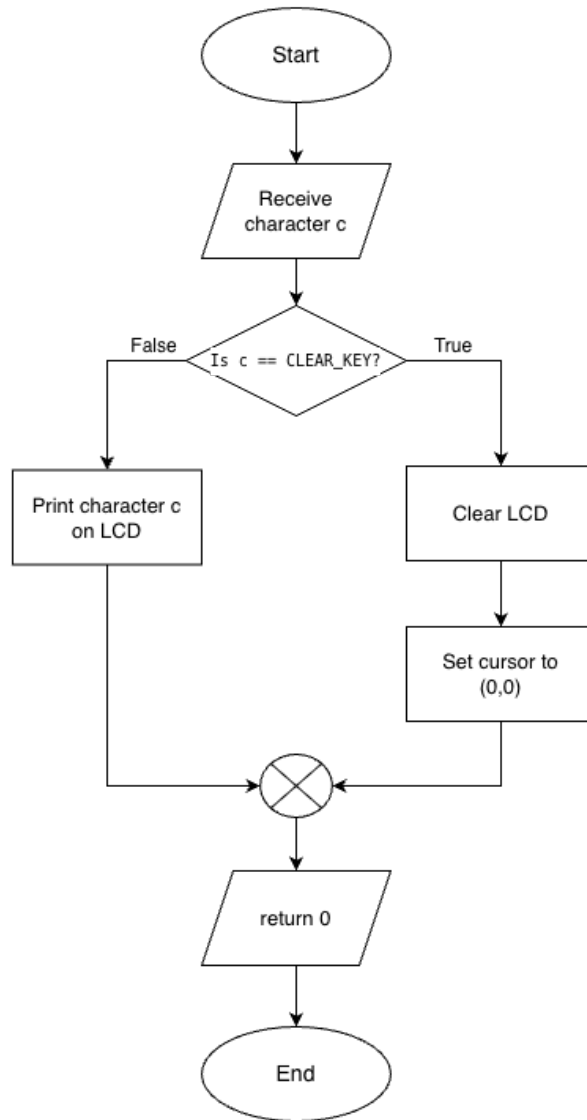 Start
Receive
character c
False
Is c == CLEAR_KEY?
True
Print character c
on LCD
Clear LCD
Set cursor to
(0,0)
return 0
End